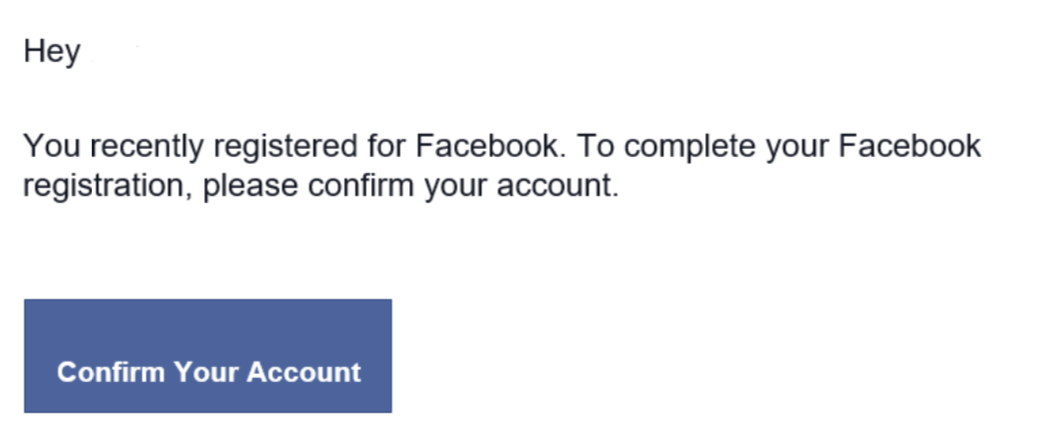 Hey
You recently registered for Facebook. To complete your Facebook
registration, please confirm your account.
Confirm Your Account